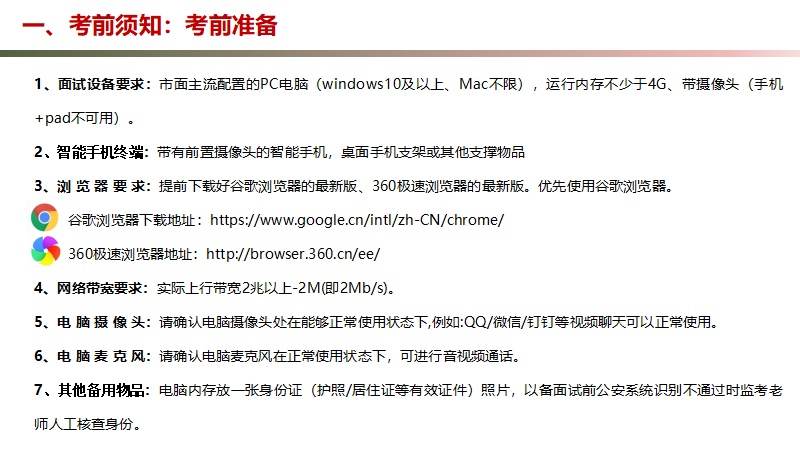 一、考前须知：考前准备
1、面试设备要求：市面主流配置的PC电脑（windows10及以上、Mac不限），运行内存不少于4G、带摄像头（手机
+pad不可用）。
2、智能手机终端：带有前置摄像头的智能手机，桌面手机支架或其他支撑物品
3、浏 览 器 要 求：提前下载好谷歌浏览器的最新版、360极速浏览器的最新版。优先使用谷歌浏览器。
谷歌浏览器下载地址：https://www.google.cn/intl/zh-CN/chrome/
360极速浏览器地址：http://browser.360.cn/ee/
4、网络带宽要求：实际上行带宽2兆以上-2M(即2Mb/s)。
5、电 脑 摄 像 头：请确认电脑摄像头处在能够正常使用状态下,例如:QQ/微信/钉钉等视频聊天可以正常使用。
6、电 脑 麦 克 风：请确认电脑麦克风在正常使用状态下，可进行音视频通话。
7、其他备用物品：电脑内存放一张身份证（护照/居住证等有效证件）照片，以备面试前公安系统识别不通过时监考老
师人工核查身份。